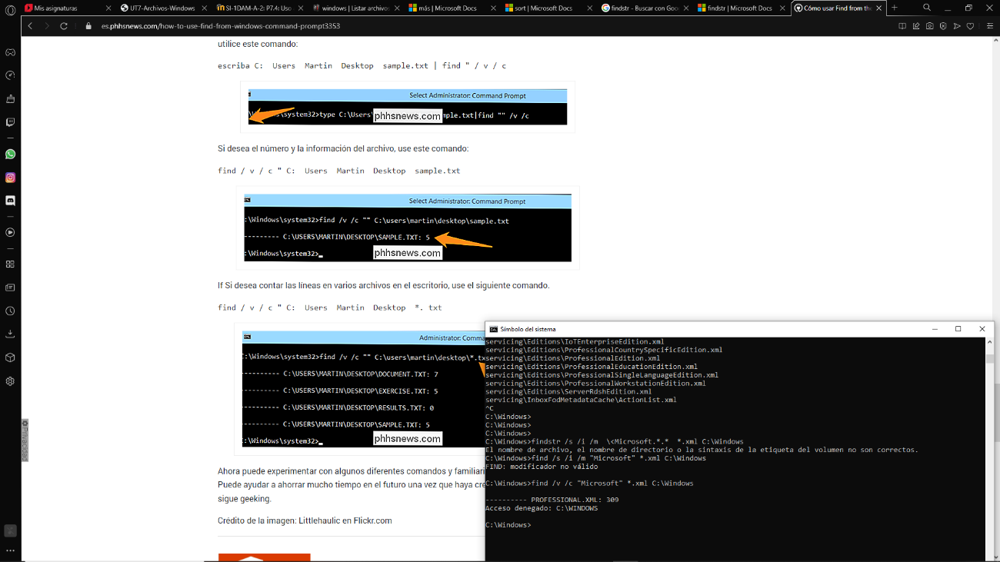 Mis asignaturas
UT7-Archivos-Windows
SI-1DAM-A-2: P7.4: Uso
windows | Listar archivos
más | Microsoft Docs
sort | Microsoft Docs
findstr - Buscar con Goo
findstr | Microsoft Docs
Cómo usar Find from the
es.phhsnews.com/how-to-use-find-from-windows-command-prompt3353
utilice este comando:
escriba C: Users Martin Desktop sample.txt | find " / v / c
Select Administrator: Command Prompt
\Windows\system32>type C:\Users\ mple.txt|find "" /v /c
phhsnews.com
Si desea el número y la información del archivo, use este comando:
find / v / c " C: Users Martin Desktop sample.txt
Select Administrator: Command Prompt
:\Windows\system32>find /v /c "" C:\users\martin\desktop\sample.txt
--------- C:\USERS\MARTIN\DESKTOP\SAMPLE.TXT: 5
phhsnews.com
:\Windows\system32>
If Si desea contar las líneas en varios archivos en el escritorio, use el siguiente comando.
find / v / c " C: Users Martin Desktop *. txt
Administrator: Comma
C:\Windows\system32>find /v /c "" C:\users\martin\desktop\*.tx
---------- C:\USERS\MARTIN\DESKTOP\DOCUMENT.TXT: 7
---------- C:\USERS\MARTIN\DESKTOP\EXERCISE.TXT: 5
---------- C:\USERS\MARTIN\DESKTOP\RESULTS.TXT: 0
---------- C:\USERS\MARTIN\DESKTOP\SAMPLE.TXT: 5
C:\Windows\system32>
phhsnews.com
Ahora puede experimentar con algunos diferentes comandos y familiari
Puede ayudar a ahorrar mucho tiempo en el futuro una vez que haya cre
sigue geeking.
Crédito de la imagen: Littlehaulic en Flickr.com
Privacidad
Símbolo del sistema
servicing\Editions\IoTEnterpriseEdition.xml
servicing\Editions\ProfessionalCountrySpecificEdition.xml
servicing\Editions\ProfessionalEdition.xml
servicing\Editions\ProfessionalEducationEdition.xml
servicing\Editions\ProfessionalSingleLanguageEdition.xml
servicing\Editions\ProfessionalWorkstationEdition.xml
servicing\Editions\ServerRdshEdition.xml
servicing\InboxFodMetadataCache\ActionList.xml
^C
C:\Windows>
C:\Windows>
C:\Windows>
C:\Windows>findstr /s /i /m \<Microsoft.*.* *.xml C:\Windows
El nombre de archivo, el nombre de directorio o la sintaxis de la etiqueta del volumen no son correctos.
C:\Windows>find /s /i /m "Microsoft" *.xml C:\Windows
FIND: modificador no válido
C:\Windows>find /v /c "Microsoft" *.xml C:\Windows
---------- PROFESSIONAL.XML: 309
Acceso denegado: C:\WINDOWS
C:\Windows>